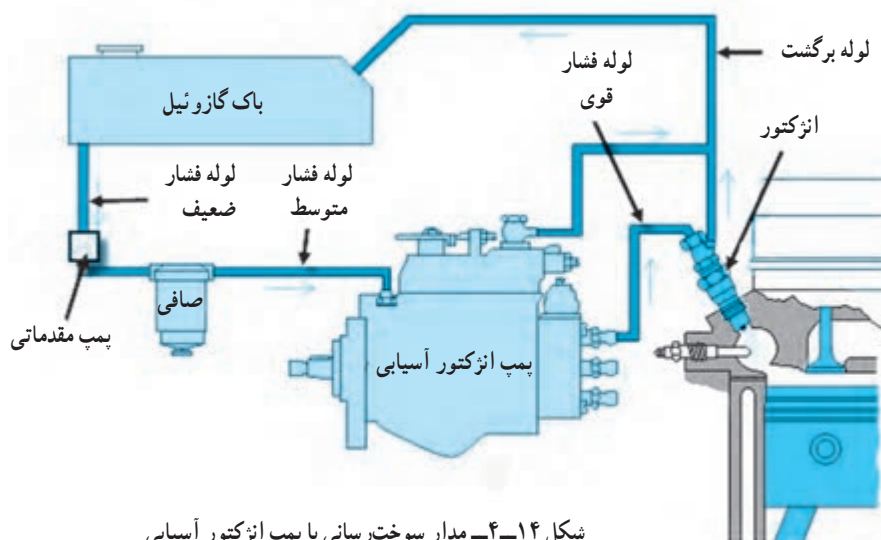 لوله برگشت
لوله فشار
قوی
انژکتور
باک گازوئیل
لوله فشار
متوسط
لوله فشار
ضعیف
صافی
پمپ مقدماتی
پمپ انژکتور آسیابی
شکل ۱۴ــ۴ــ مدار سوخت‌رسانی با پمپ انژکتور آسیابی